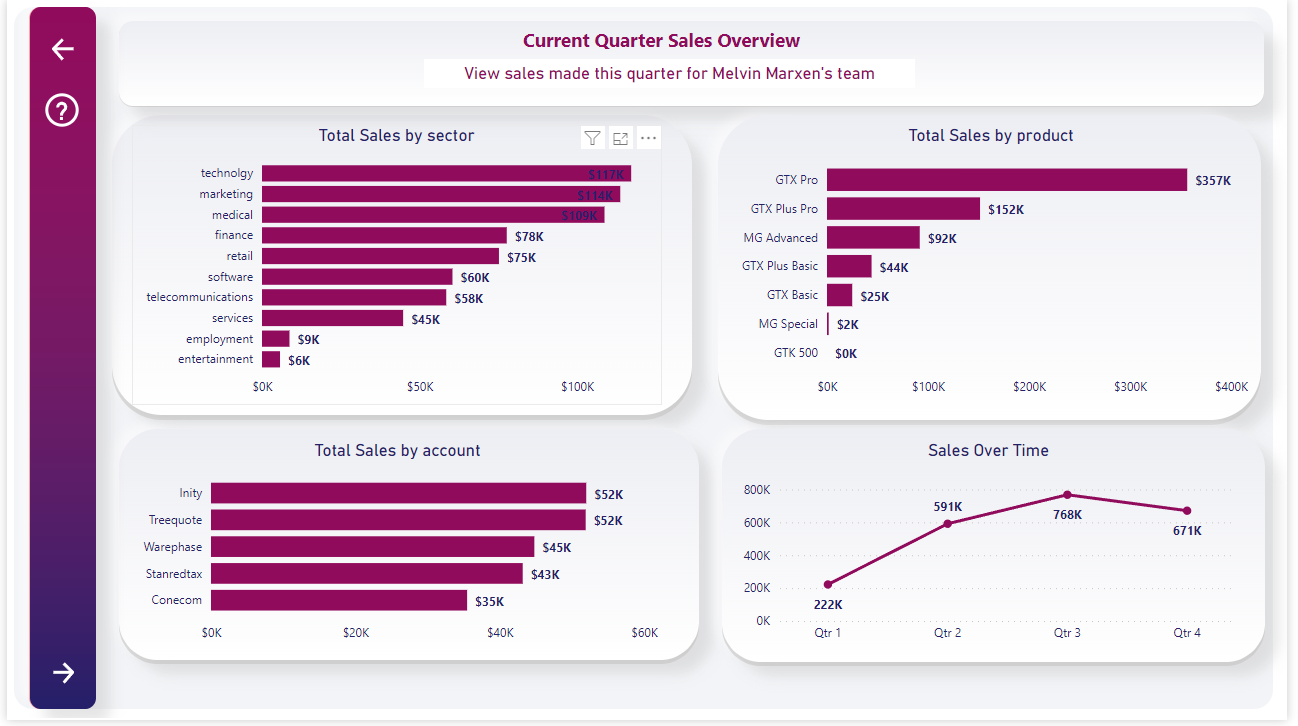 Current Quarter Sales Overview
View sales made this quarter for Melvin Marxen's team
Total Sales by sector
technolgy $117K
marketing $114K
medical $109K
finance $78K
retail $75K
software $60K
telecommunications $58K
services $45K
employment $9K
entertainment $6K
$0K $50K $100K
Total Sales by product
GTX Pro $357K
GTX Plus Pro $152K
MG Advanced $92K
GTX Plus Basic $44K
GTX Basic $25K
MG Special $2K
GTK 500 $0K
$0K $100K $200K $300K $400K
Total Sales by account
Inity $52K
Treequote $52K
Warephase $45K
Stanredtax $43K
Conecom $35K
$0K $20K $40K $60K
Sales Over Time
800K
600K
400K
200K
0K
222K
591K
768K
671K
Qtr 1 Qtr 2 Qtr 3 Qtr 4